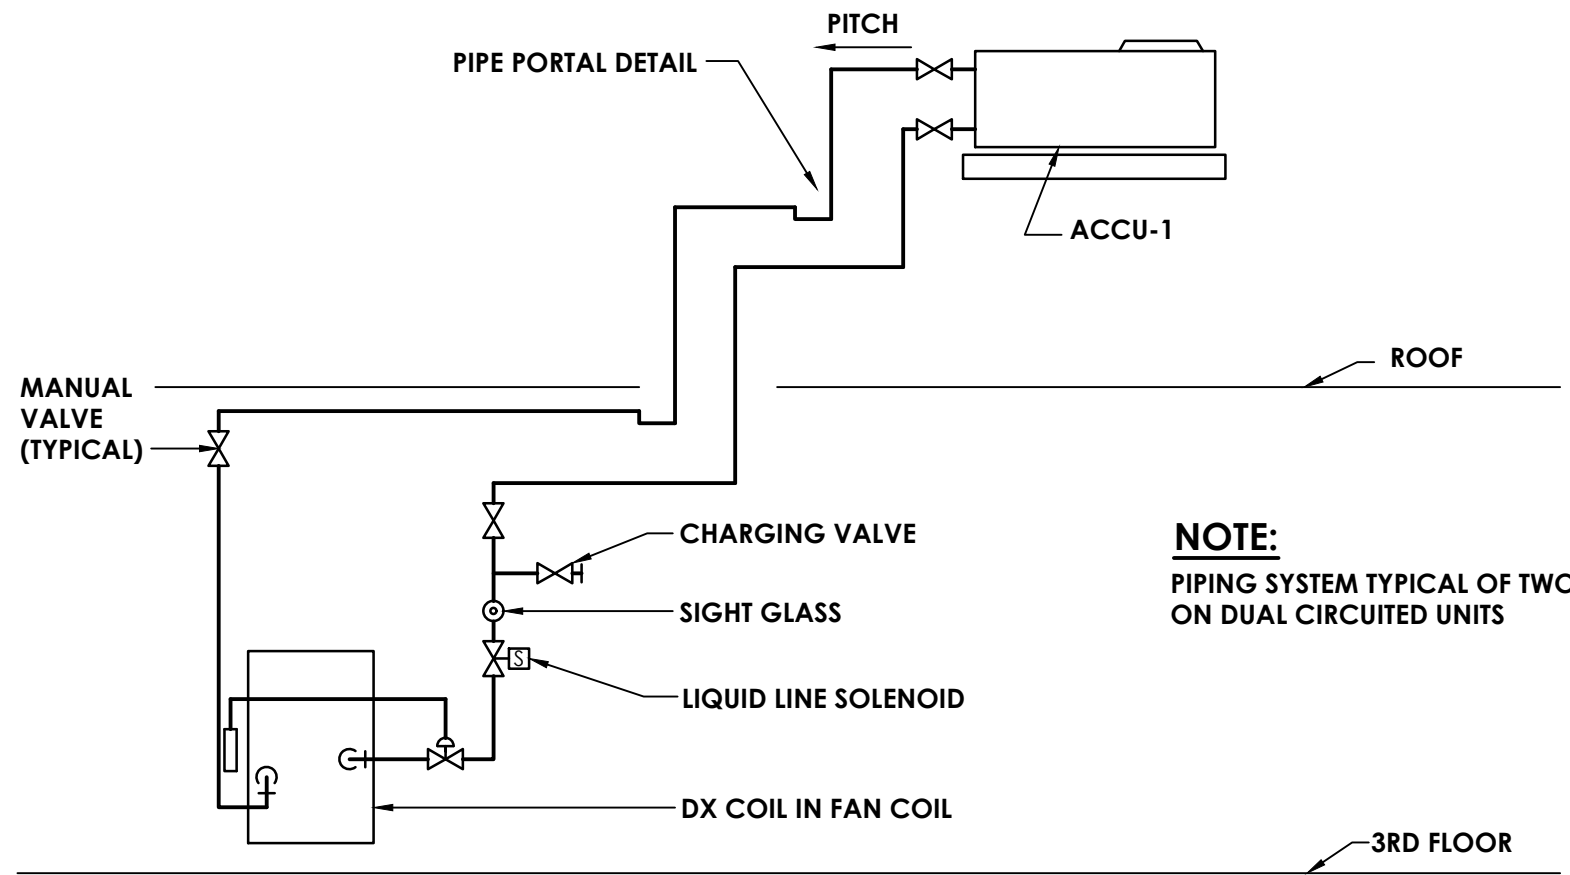 PITCH
PIPE PORTAL DETAIL
ACCU-1
ROOF
MANUAL
VALVE
(TYPICAL)
CHARGING VALVE
NOTE:
PIPING SYSTEM TYPICAL OF TWO
ON DUAL CIRCUITED UNITS
SIGHT GLASS
S
LIQUID LINE SOLENOID
DX COIL IN FAN COIL
3RD FLOOR